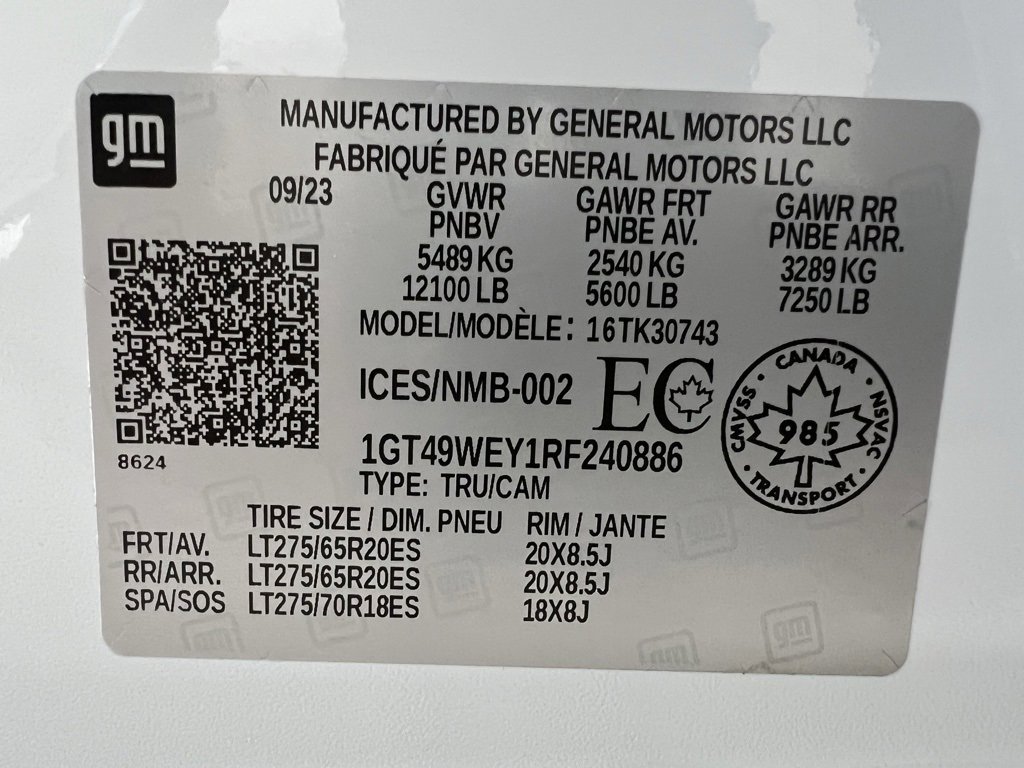 gm
MANUFACTURED BY GENERAL MOTORS LLC
FABRIQUÉ PAR GENERAL MOTORS LLC
09/23 GVWR GAWR FRT GAWR RR
PNBV PNBE AV. PNBE ARR.
5489 KG 2540 KG 3289 KG
12100 LB 5600 LB 7250 LB
MODEL/MODÈLE: 16TK30743
ICES/NMB-002 EC
CANADA
CMVSS · NSVAC
985
TRANSPORT
8624
1GT49WEY1RF240886
TYPE: TRU/CAM
TIRE SIZE / DIM. PNEU RIM / JANTE
FRT/AV. LT275/65R20ES 20X8.5J
RR/ARR. LT275/65R20ES 20X8.5J
SPA/SOS LT275/70R18ES 18X8J
gm
gm